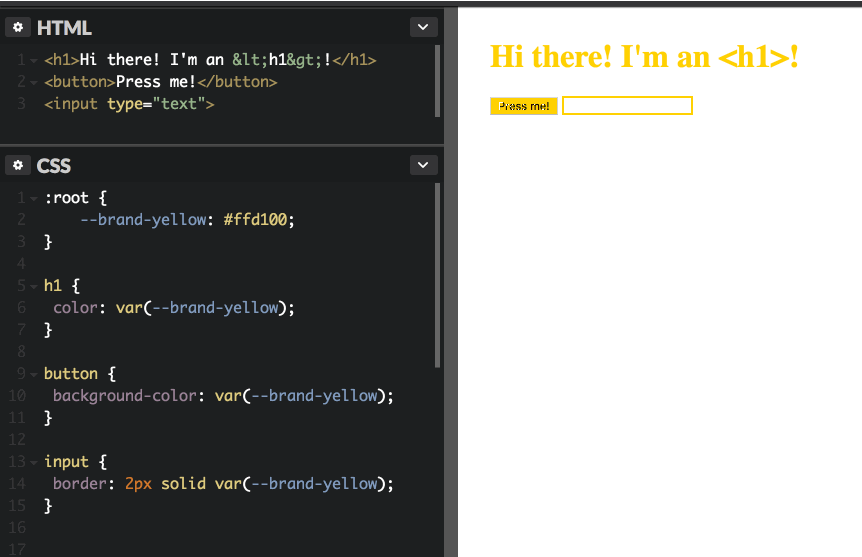 HTML
1 <h1>Hi there! I'm an &lt;h1&gt;!</h1>
2 <button>Press me!</button>
3 <input type="text">
CSS
1 :root {
2     --brand-yellow: #ffd100;
3 }
4
5 h1 {
6  color: var(--brand-yellow);
7 }
8
9 button {
10  background-color: var(--brand-yellow);
11 }
12
13 input {
14  border: 2px solid var(--brand-yellow);
15 }
16
17
Hi there! I'm an <h1>!
Press me!